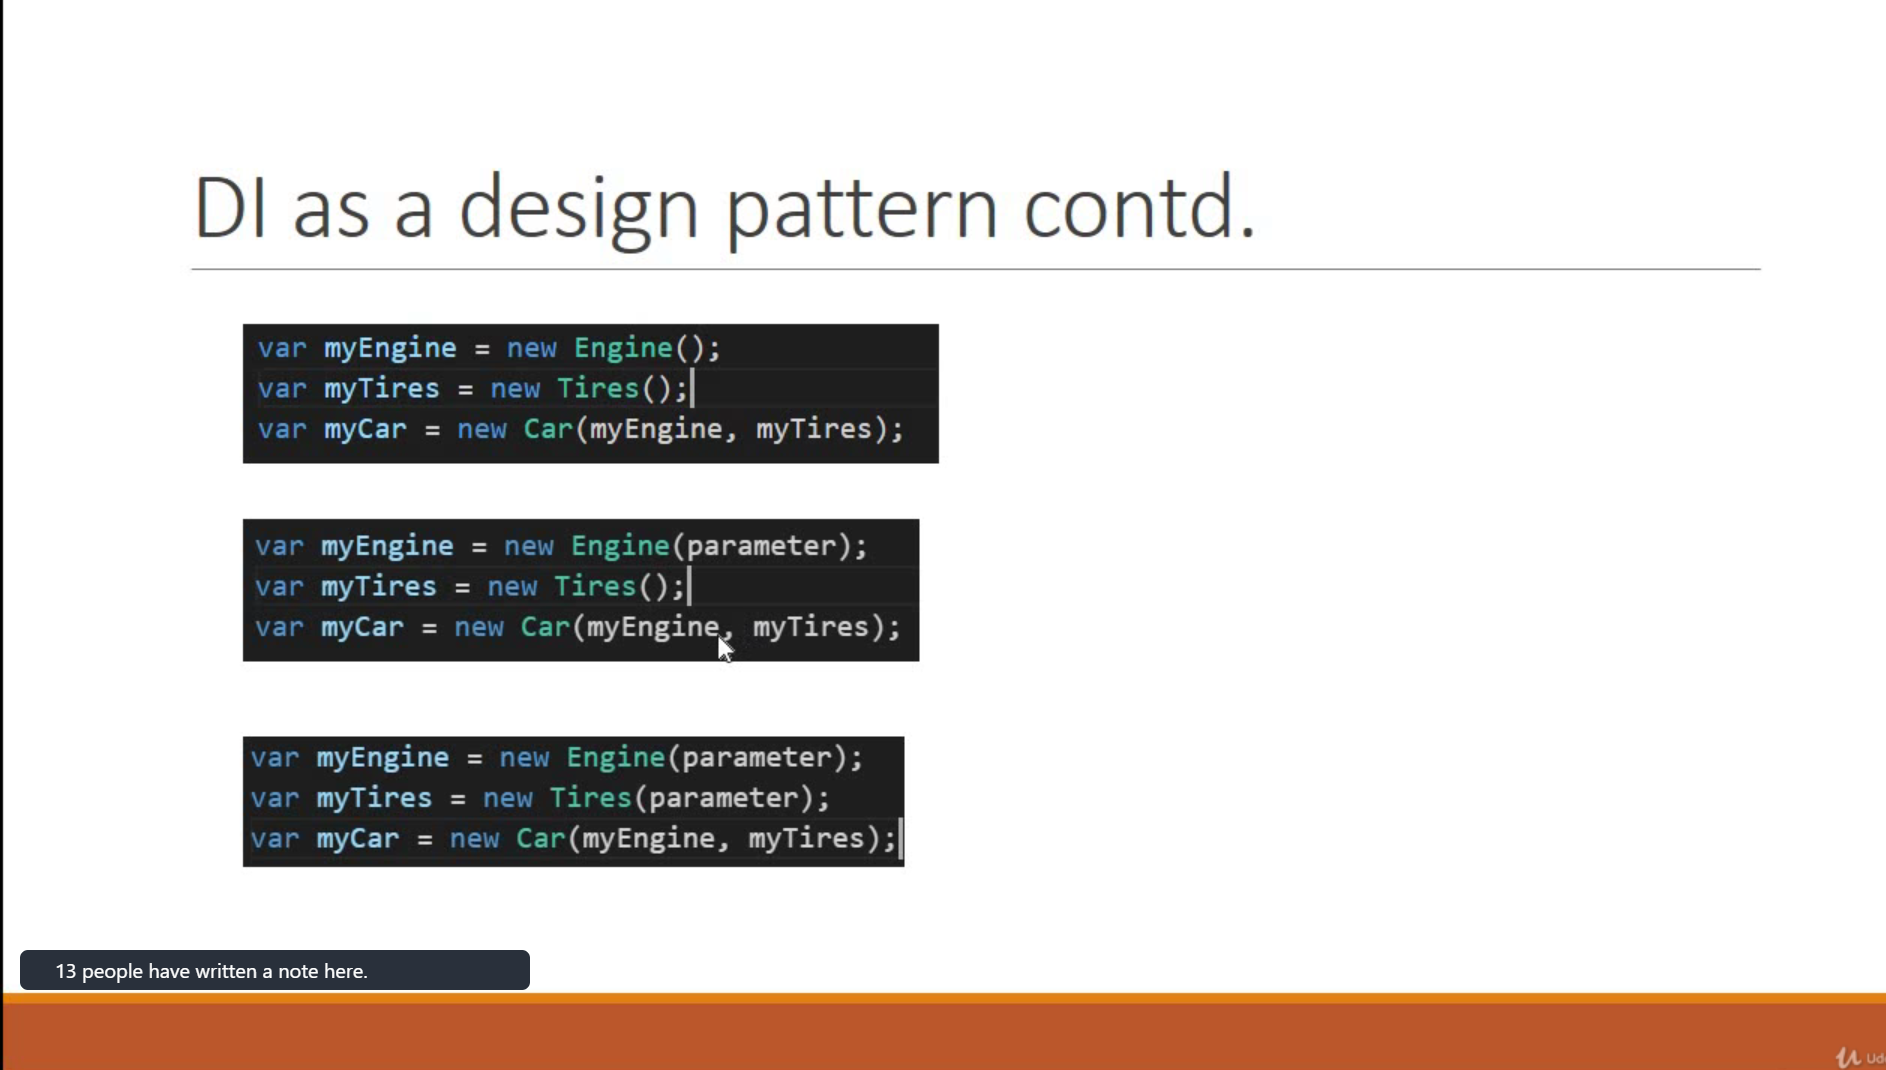 DI as a design pattern contd.
var myEngine = new Engine();
var myTires = new Tires();
var myCar = new Car(myEngine, myTires);
var myEngine = new Engine(parameter);
var myTires = new Tires();
var myCar = new Car(myEngine, myTires);
var myEngine = new Engine(parameter);
var myTires = new Tires(parameter);
var myCar = new Car(myEngine, myTires);
13 people have written a note here.